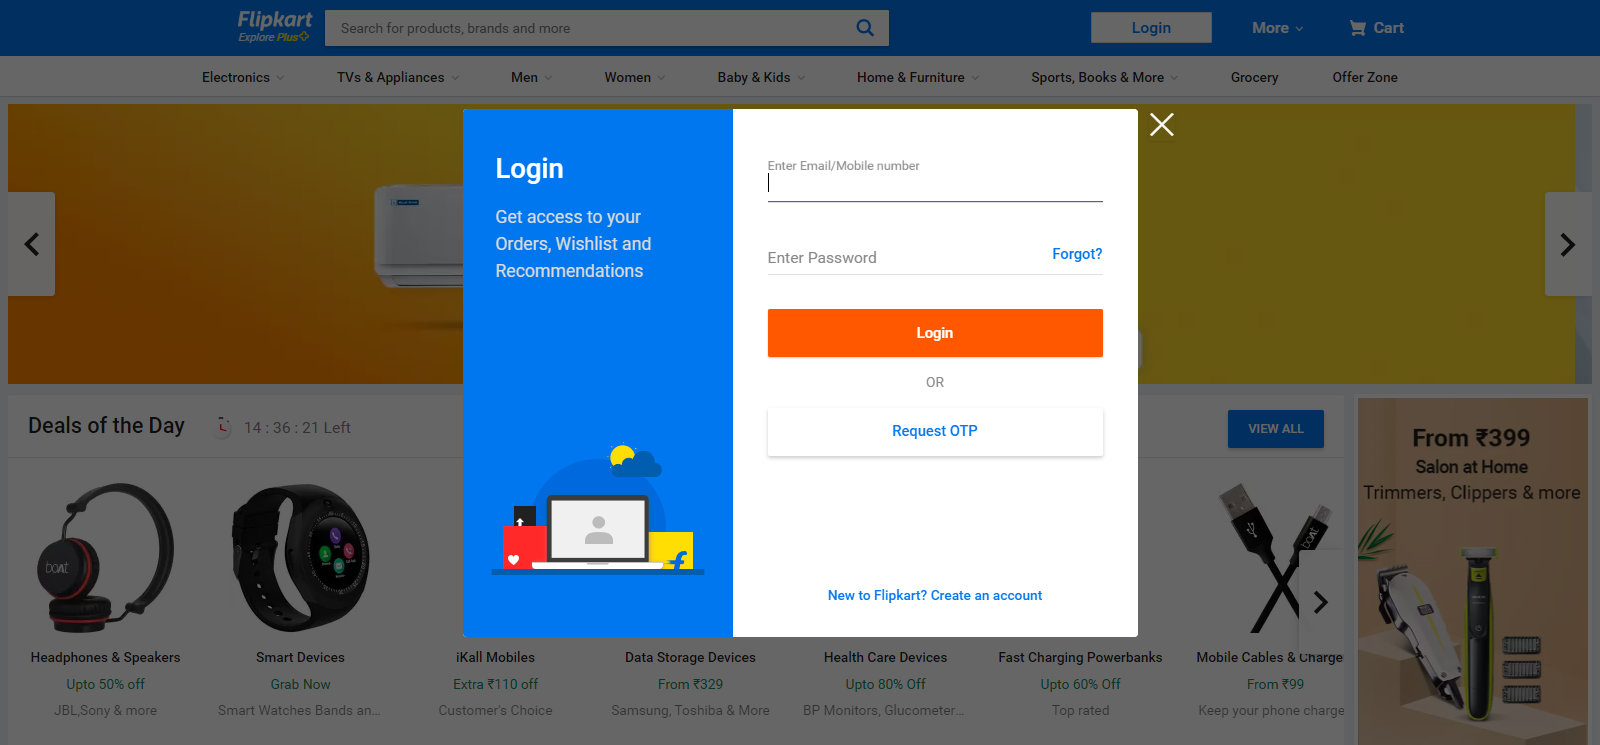 Flipkart
Explore Plus
Search for products, brands and more
Login
More
Cart
Electronics
TVs & Appliances
Men
Women
Baby & Kids
Home & Furniture
Sports, Books & More
Grocery
Offer Zone
Login
Get access to your
Orders, Wishlist and
Recommendations
Enter Email/Mobile number
Enter Password
Forgot?
Login
OR
Request OTP
New to Flipkart? Create an account
Deals of the Day
14 : 36 : 21 Left
VIEW ALL
boAt
boAt
Headphones & Speakers
Upto 50% off
JBL,Sony & more
Smart Devices
Grab Now
Smart Watches Bands an...
iKall Mobiles
Extra ₹110 off
Customer's Choice
Data Storage Devices
From ₹329
Samsung, Toshiba & More
Health Care Devices
Upto 80% Off
BP Monitors, Glucometer...
Fast Charging Powerbanks
Upto 60% Off
Top rated
Mobile Cables & Charge
From ₹99
Keep your phone charge
From ₹399
Salon at Home
Trimmers, Clippers & more